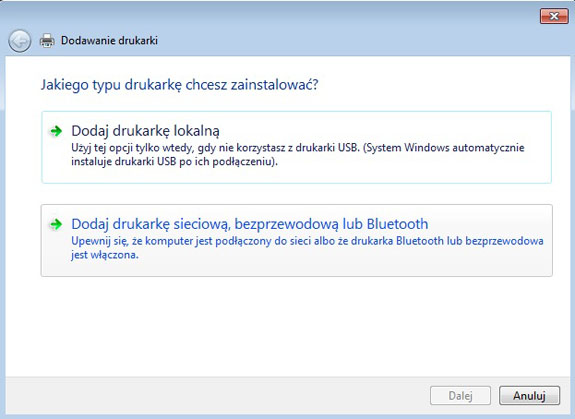 Dodawanie drukarki
Jakiego typu drukarkę chcesz zainstalować?
Dodaj drukarkę lokalną
Użyj tej opcji tylko wtedy, gdy nie korzystasz z drukarki USB. (System Windows automatycznie
instaluje drukarki USB po ich podłączeniu).
Dodaj drukarkę sieciową, bezprzewodową lub Bluetooth
Upewnij się, że komputer jest podłączony do sieci albo że drukarka Bluetooth lub bezprzewodowa
jest włączona.
Dalej
Anuluj